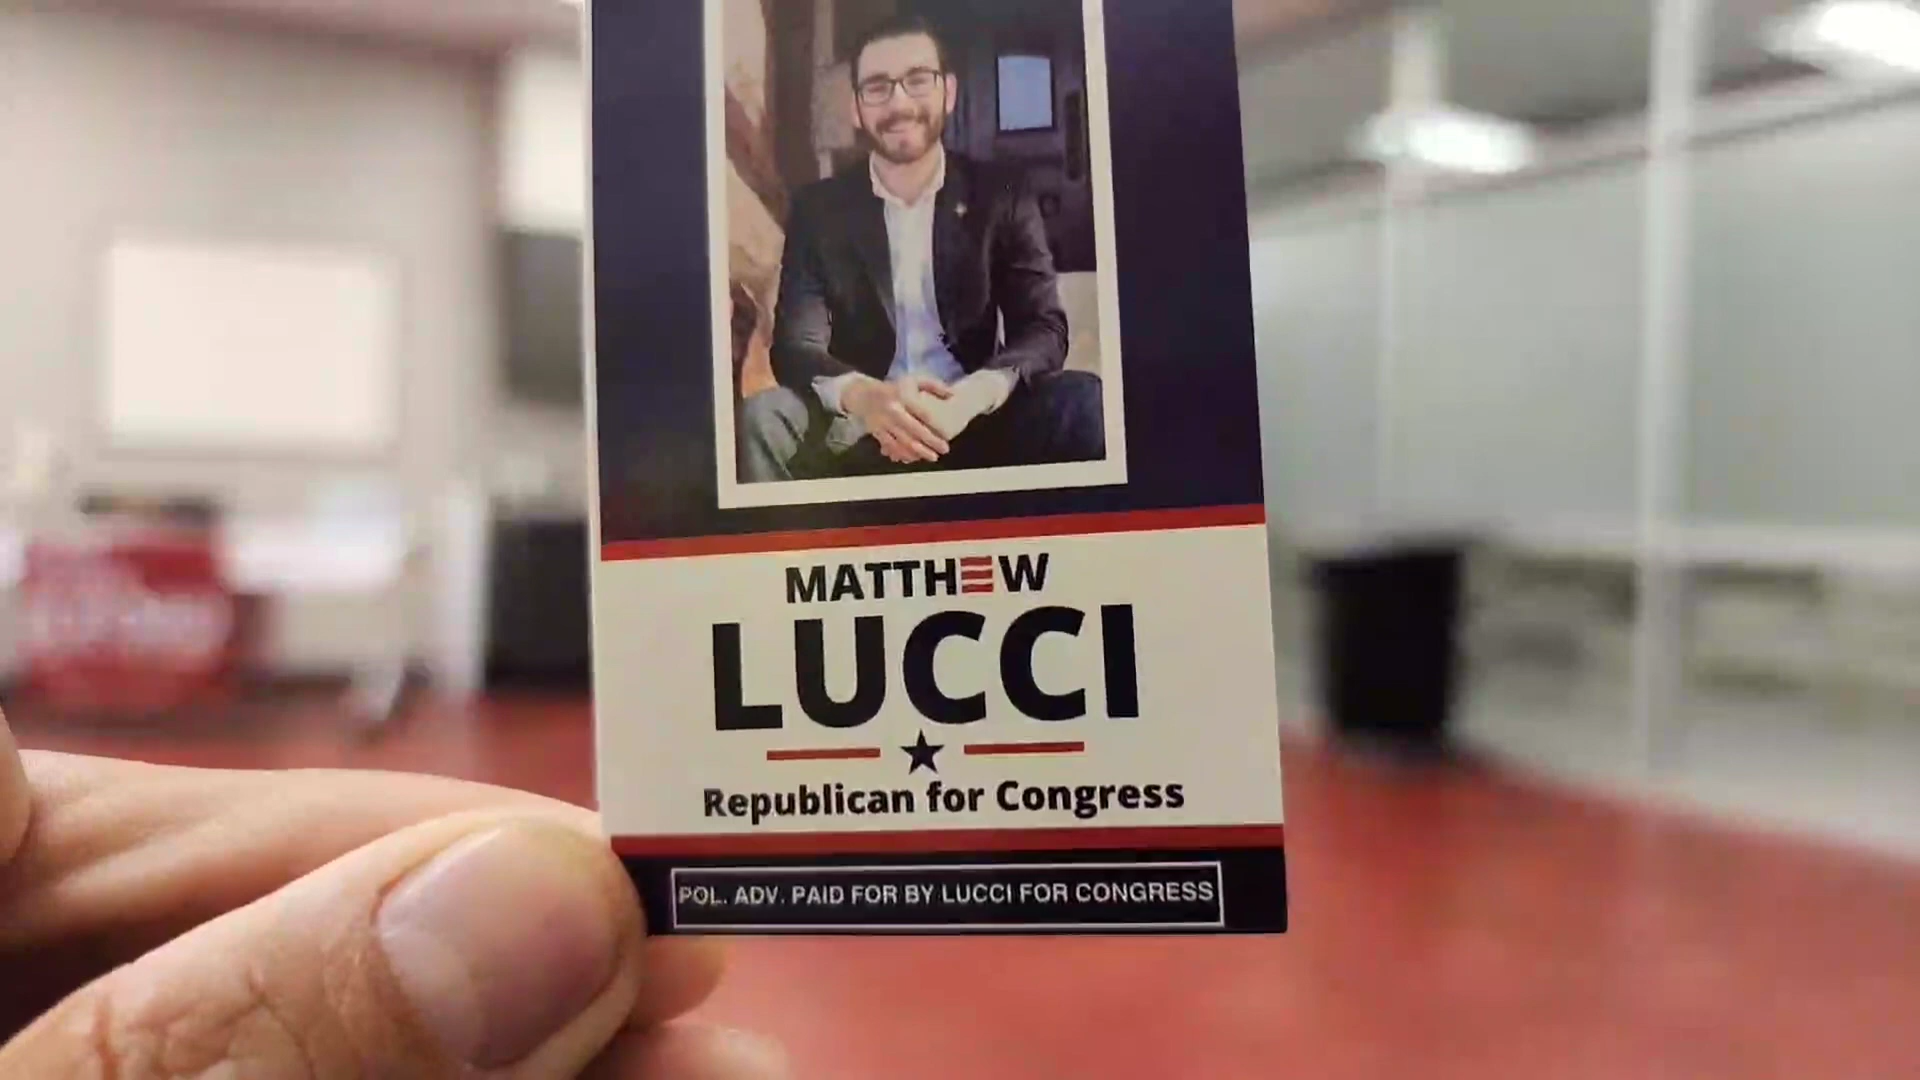 MATTHEW
LUCCI
Republican for Congress
POL. ADV. PAID FOR BY LUCCI FOR CONGRESS